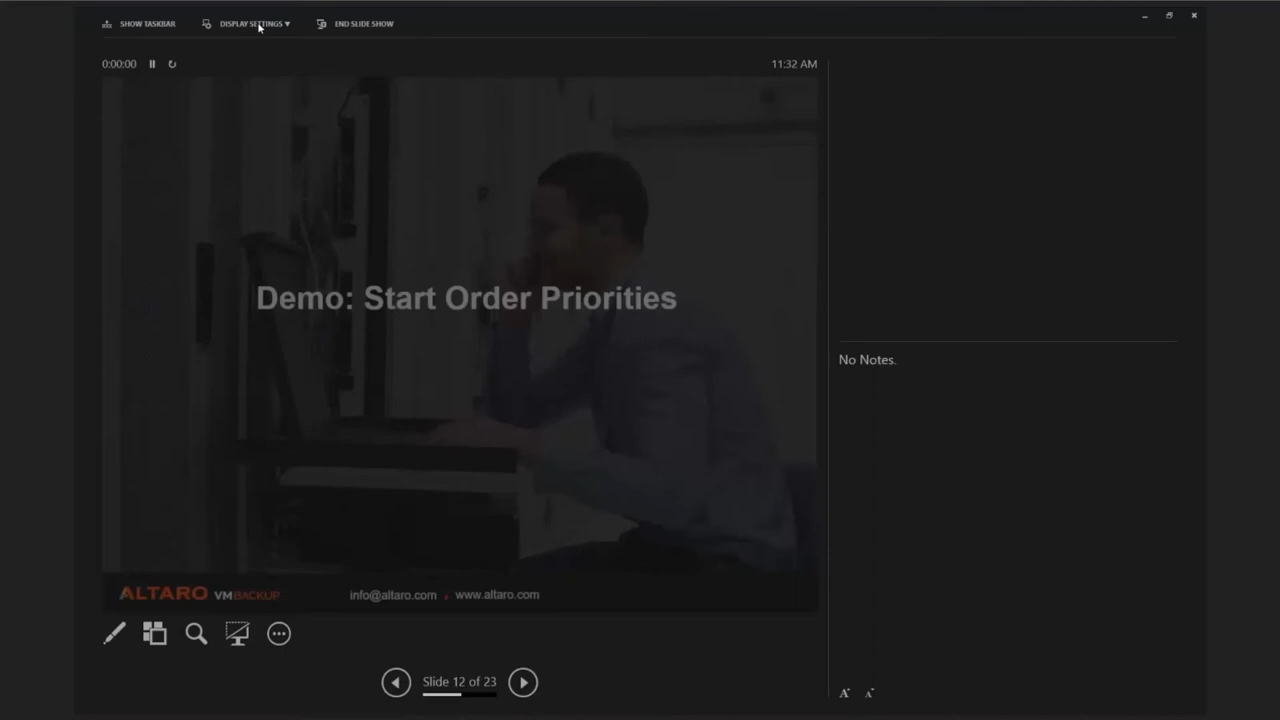 SHOW TASKBAR DISPLAY SETTINGS ▾ END SLIDE SHOW
0:00:00 11:32 AM
Demo: Start Order Priorities
No Notes.
ALTARO VMBACKUP info@altaro.com www.altaro.com
Slide 12 of 23
A A